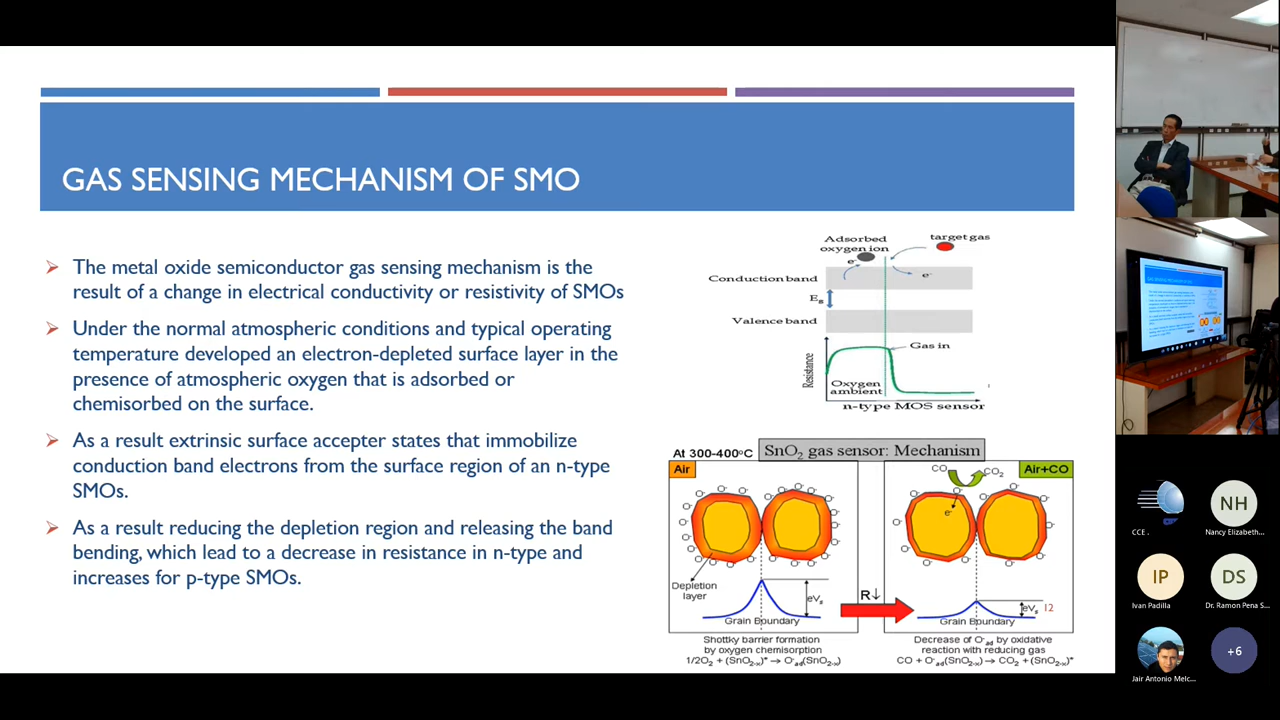 GAS SENSING MECHANISM OF SMO
The metal oxide semiconductor gas sensing mechanism is the
result of a change in electrical conductivity or resistivity of SMOs
Under the normal atmospheric conditions and typical operating
temperature developed an electron-depleted surface layer in the
presence of atmospheric oxygen that is adsorbed or
chemisorbed on the surface.
As a result extrinsic surface accepter states that immobilize
conduction band electrons from the surface region of an n-type
SMOs.
As a result reducing the depletion region and releasing the band
bending, which lead to a decrease in resistance in n-type and
increases for p-type SMOs.
Adsorbed
oxygen ion
target gas
e⁻
e⁻
Conduction band
Eg
Valence band
Resistance
Gas in
Oxygen
ambient
n-type MOS sensor
At 300-400°C
SnO₂ gas sensor: Mechanism
Air
Depletion
layer
eVs
Grain Boundary
Shottky barrier formation
by oxygen chemisorption
1/2O₂ + (SnO₂₋ₓ)* → O⁻ad(SnO₂₋ₓ)
R↓
CO
CO₂
Air+CO
e⁻
eVs
12
Grain Boundary
Decrease of O⁻ad by oxidative
reaction with reducing gas
CO + O⁻ad(SnO₂₋ₓ) → CO₂ + (SnO₂₋ₓ)*
CCE .
NH
Nancy Elizabeth...
IP
Ivan Padilla
DS
Dr. Ramon Pena S...
Jair Antonio Melc...
+6